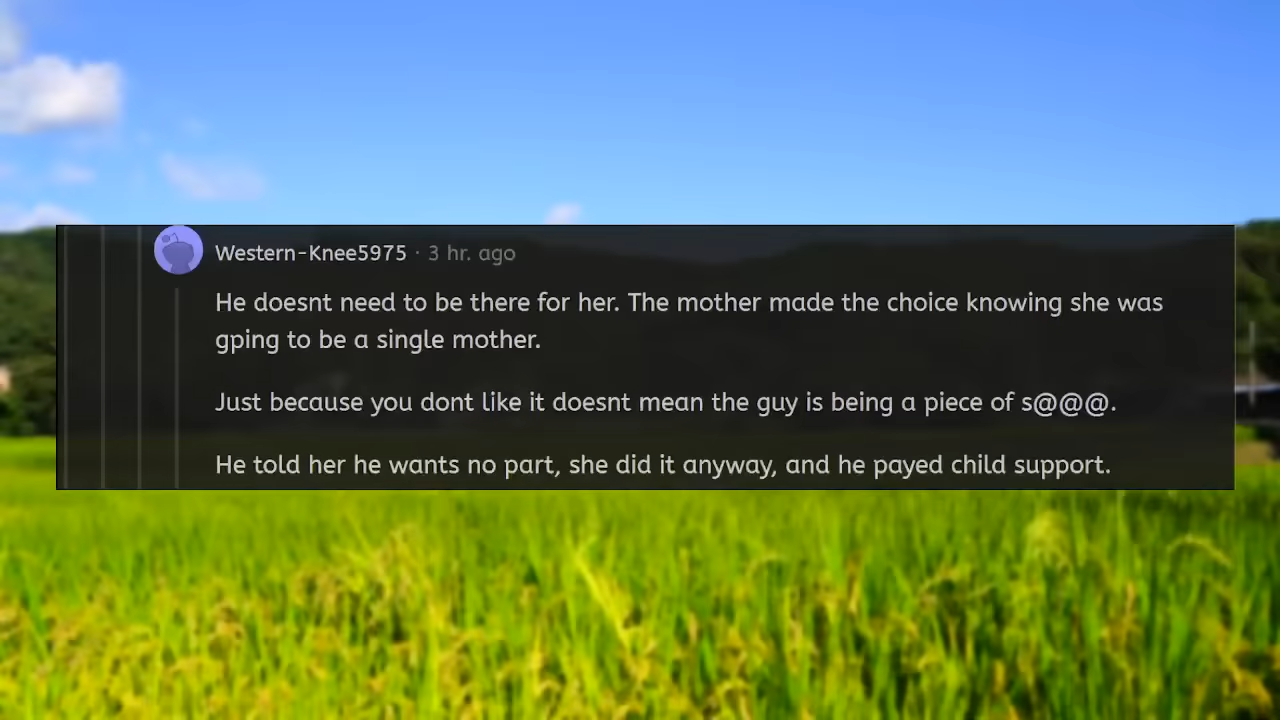 Western-Knee5975 · 3 hr. ago
He doesnt need to be there for her. The mother made the choice knowing she was
gping to be a single mother.
Just because you dont like it doesnt mean the guy is being a piece of s@@@.
He told her he wants no part, she did it anyway, and he payed child support.